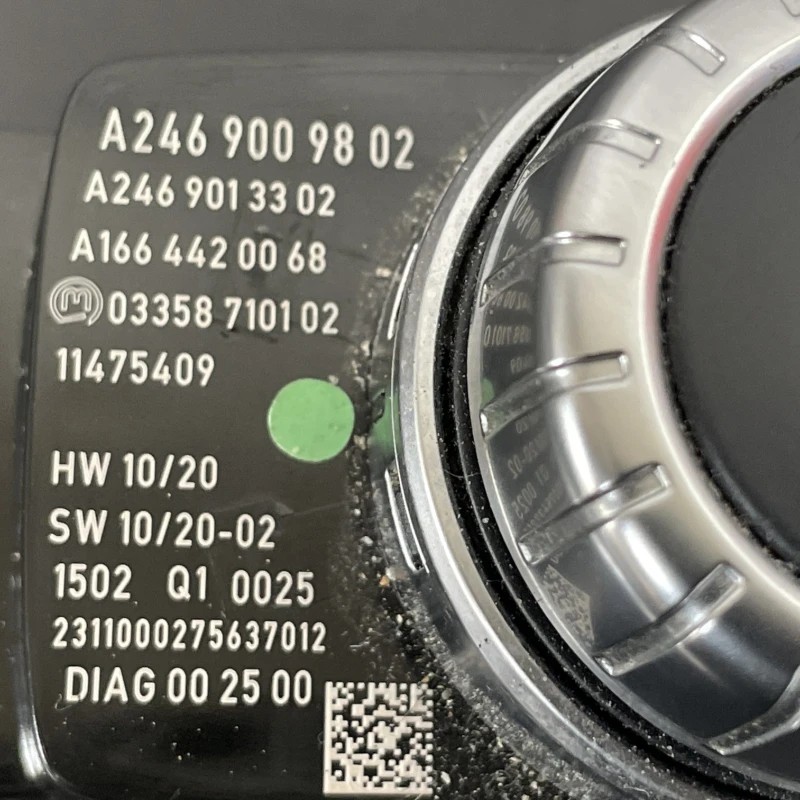 A246 900 98 02
A246 901 33 02
A166 442 00 68
03358 7101 02
11475409
HW 10/20
SW 10/20-02
1502 Q1 0025
2311000275637012
DIAG 00 25 00